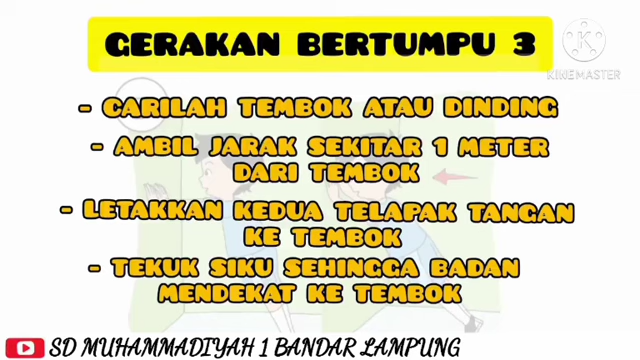 GERAKAN BERTUMPU 3
KINEMASTER
- CARILAH TEMBOK ATAU DINDING
- AMBIL JARAK SEKITAR 1 METER
DARI TEMBOK
- LETAKKAN KEDUA TELAPAK TANGAN
KE TEMBOK
- TEKUK SIKU SEHINGGA BADAN
MENDEKAT KE TEMBOK
SD MUHAMMADIYAH 1 BANDAR LAMPUNG